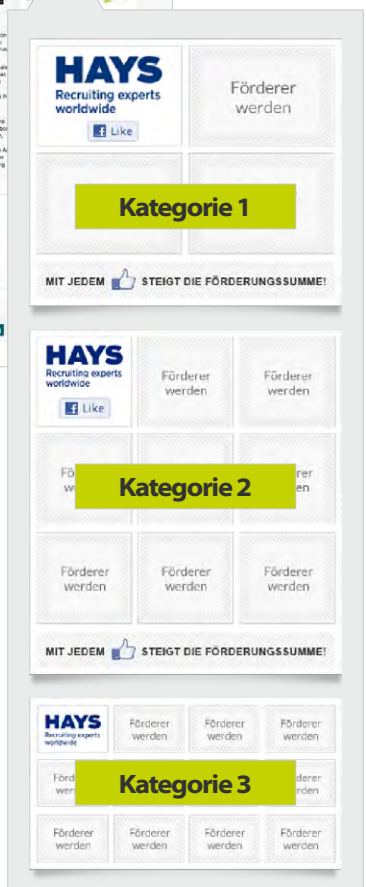 HAYS
Recruiting experts
worldwide
Like
Förderer
werden
Kategorie 1
MIT JEDEM STEIGT DIE FÖRDERUNGSSUMME!
HAYS
Recruiting experts
worldwide
Like
Förderer
werden
Förderer
werden
Kategorie 2
Förderer
werden
Förderer
werden
Förderer
werden
MIT JEDEM STEIGT DIE FÖRDERUNGSSUMME!
HAYS
Recruiting experts
worldwide
Förderer
werden
Förderer
werden
Förderer
werden
Kategorie 3
Förderer
werden
Förderer
werden
Förderer
werden
Förderer
werden